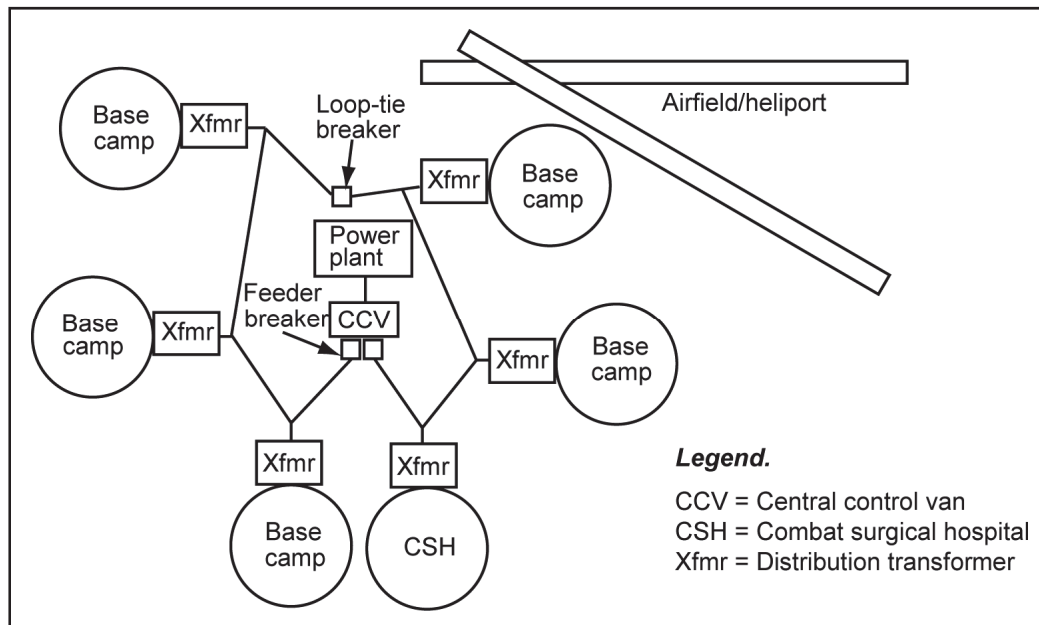 Airfield/heliport
Base
camp
Xfmr
Loop-tie
breaker
Xfmr
Base
camp
Power
plant
Feeder
breaker
CCV
Base
camp
Xfmr
Xfmr
Base
camp
Xfmr
Base
camp
Xfmr
CSH
Legend.
CCV = Central control van
CSH = Combat surgical hospital
Xfmr = Distribution transformer